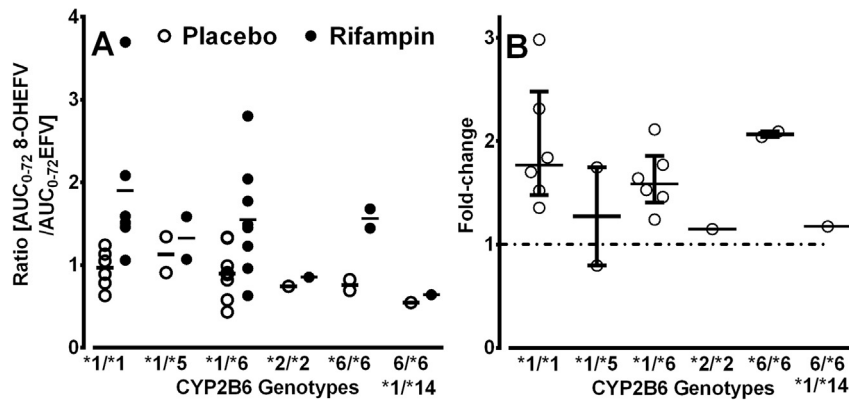 A
Placebo Rifampin
Ratio [AUC0-72 8-OHEFV
/AUC0-72EFV]
4
3
2
1
0
*1/*1 *1/*5 *1/*6 *2/*2 *6/*6 6/*6
*1/*14
CYP2B6 Genotypes
B
Fold-change
3
2
1
0
*1/*1 *1/*5 *1/*6 *2/*2 *6/*6 6/*6
*1/*14
CYP2B6 Genotypes